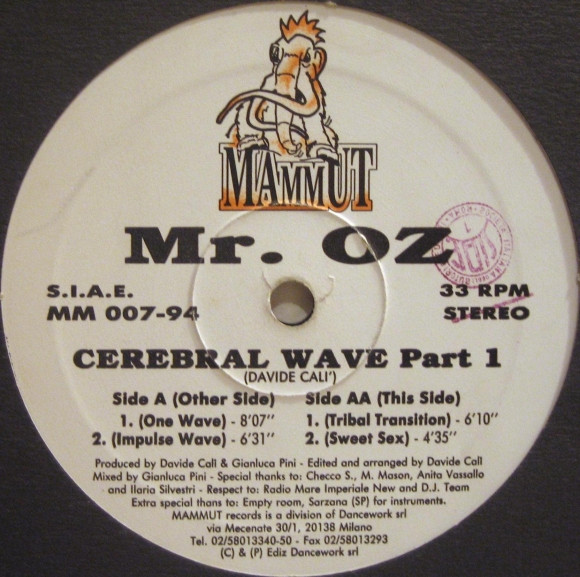 MAMMUT
Mr. OZ
S.I.A.E.
33 RPM
MM 007-94
STEREO
CEREBRAL WAVE Part 1
(DAVIDE CALI')
Side A (Other Side)
Side AA (This Side)
1. (One Wave) - 8'07"
1. (Tribal Transition) - 6'10"
2. (Impulse Wave) - 6'31"
2. (Sweet Sex) - 4'35"
Produced by Davide Cali & Gianluca Pini - Edited and arranged by Davide Cali
Mixed by Gianluca Pini - Special thanks to: Checco S., M. Mason, Anita Vassallo
and Ilaria Silvestri - Respect to: Radio Mare Imperiale New and D.J. Team
Extra special thans to: Empty room, Sarzana (SP) for instruments.
MAMMUT records is a division of Dancework srl
via Mecenate 30/1, 20138 Milano
Tel. 02/58013340-50 - Fax 02/58013293
(C) & (P) Ediz Dancework srl